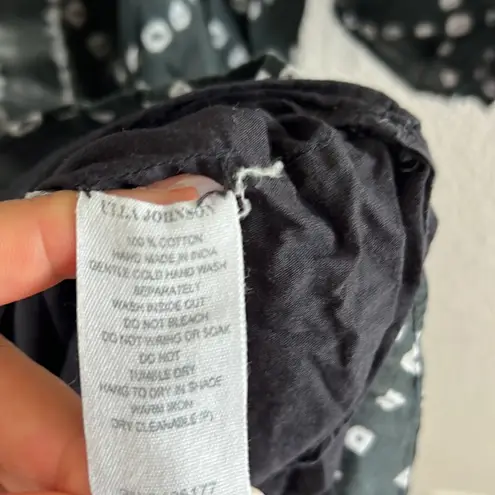 ULLA JOHNSON
100 % COTTON
HAND MADE IN INDIA
GENTLE COLD HAND WASH
SEPARATELY
WASH INSIDE OUT
DO NOT BLEACH
DO NOT WRING OR SOAK
DO NOT
TUMBLE DRY
HANG TO DRY IN SHADE
WARM IRON
DRY CLEANABLE (P)